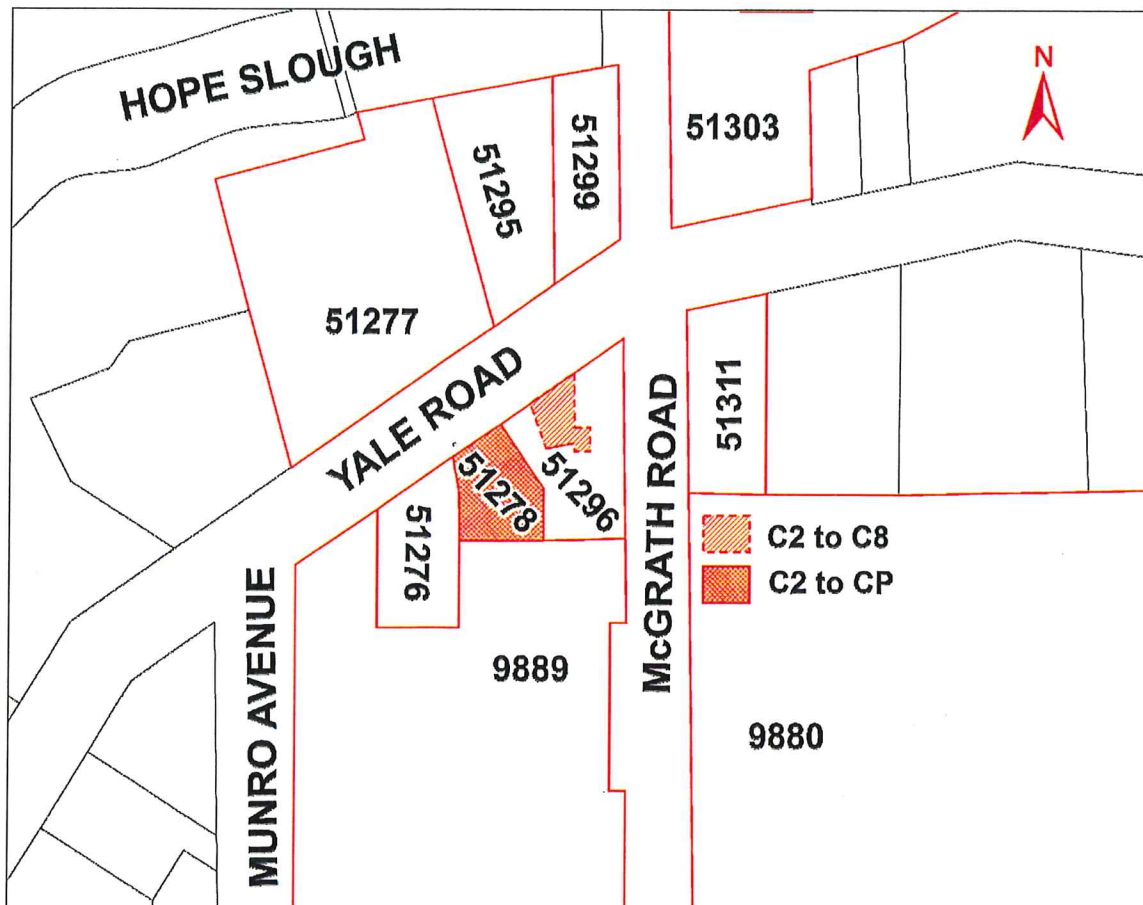 HOPE SLOUGH
N
51303
51299
51295
51277
YALE ROAD
51311
McGRATH ROAD
51296
51278
51276
C2 to C8
C2 to CP
MUNRO AVENUE
9889
9880